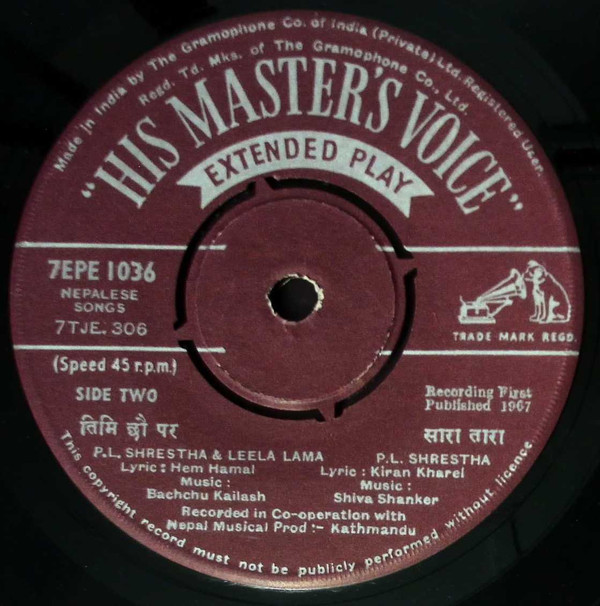 Made in India by The Gramophone Co. of India (Private) Ltd. Registered User.
Regd. Td. Mks. of The Gramophone Co., Ltd.
"HIS MASTER'S VOICE"
EXTENDED PLAY
7EPE 1036
NEPALESE
SONGS
7TJE. 306
TRADE MARK REGD.
(Speed 45 r.p.m.)
SIDE TWO
Recording First
Published 1967
तिमि छौ पर
सारा तारा
P.L. SHRESTHA & LEELA LAMA
P.L. SHRESTHA
Lyric : Hem Hamal
Lyric : Kiran Kharel
Music :
Music :
Bachchu Kailash
Shiva Shanker
Recorded in Co-operation with
Nepal Musical Prod :- Kathmandu
This copyright record must not be publicly performed without licence.